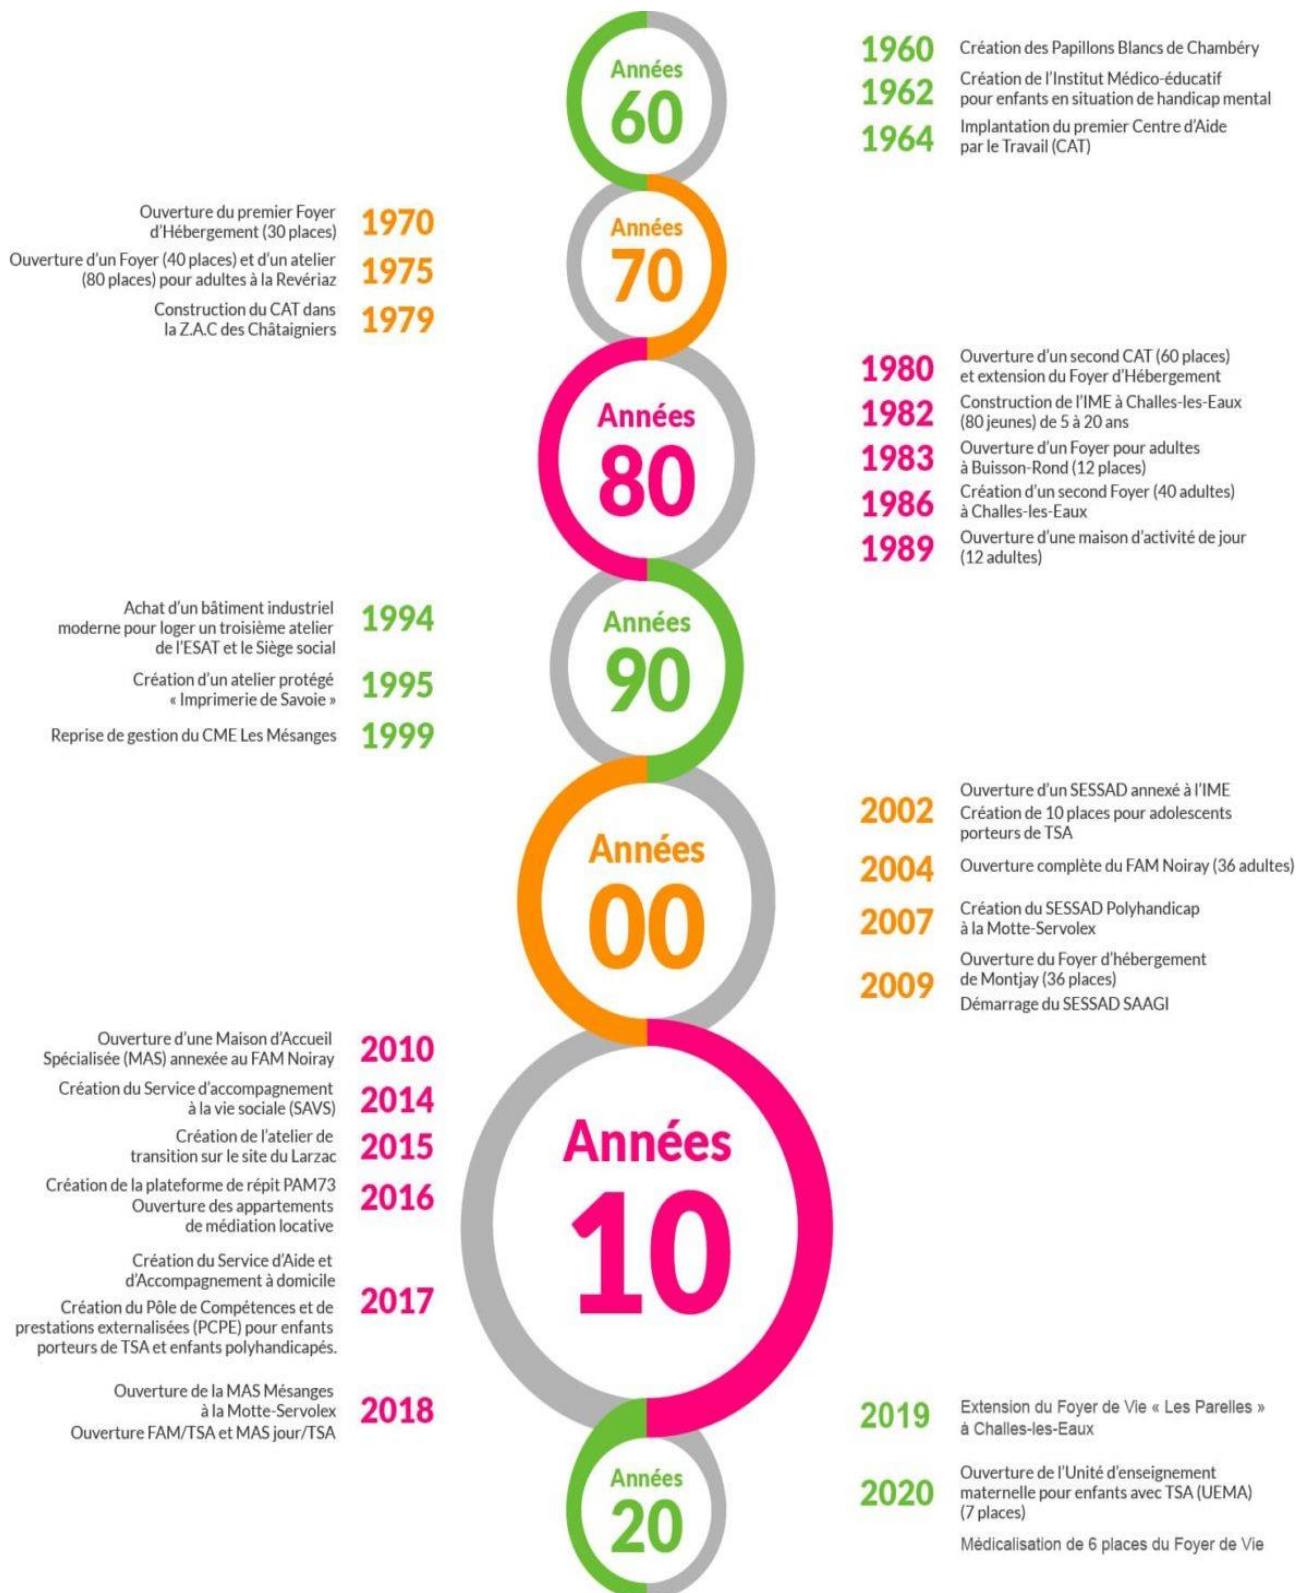 Années
60
1960
Création des Papillons Blancs de Chambéry
1962
Création de l'Institut Médico-éducatif
pour enfants en situation de handicap mental
1964
Implantation du premier Centre d'Aide
par le Travail (CAT)
Années
70
Ouverture du premier Foyer
d'Hébergement (30 places)
1970
Ouverture d'un Foyer (40 places) et d'un atelier
(80 places) pour adultes à la Revériaz
1975
Construction du CAT dans
la Z.A.C des Châtaigniers
1979
Années
80
1980
Ouverture d'un second CAT (60 places)
et extension du Foyer d'Hébergement
1982
Construction de l'IME à Challes-les-Eaux
(80 jeunes) de 5 à 20 ans
1983
Ouverture d'un Foyer pour adultes
à Buisson-Rond (12 places)
1986
Création d'un second Foyer (40 adultes)
à Challes-les-Eaux
1989
Ouverture d'une maison d'activité de jour
(12 adultes)
Années
90
Achat d'un bâtiment industriel
moderne pour loger un troisième atelier
de l'ESAT et le Siège social
1994
Création d'un atelier protégé
« Imprimerie de Savoie »
1995
Reprise de gestion du CME Les Mésanges
1999
Années
00
2002
Ouverture d'un SESSAD annexé à l'IME
Création de 10 places pour adolescents
porteurs de TSA
2004
Ouverture complète du FAM Noiray (36 adultes)
2007
Création du SESSAD Polyhandicap
à la Motte-Servolex
2009
Ouverture du Foyer d'hébergement
de Montjay (36 places)
Démarrage du SESSAD SAAGI
Années
10
Ouverture d'une Maison d'Accueil
Spécialisée (MAS) annexée au FAM Noiray
2010
Création du Service d'accompagnement
à la vie sociale (SAVS)
2014
Création de l'atelier de
transition sur le site du Larzac
2015
Création de la plateforme de répit PAM73
Ouverture des appartements
de médiation locative
2016
Création du Service d'Aide et
d'Accompagnement à domicile
Création du Pôle de Compétences et de
prestations externalisées (PCPE) pour enfants
porteurs de TSA et enfants polyhandicapés.
2017
Ouverture de la MAS Mésanges
à la Motte-Servolex
Ouverture FAM/TSA et MAS jour/TSA
2018
Années
20
2019
Extension du Foyer de Vie « Les Parelles »
à Challes-les-Eaux
2020
Ouverture de l'Unité d'enseignement
maternelle pour enfants avec TSA (UEMA)
(7 places)
Médicalisation de 6 places du Foyer de Vie